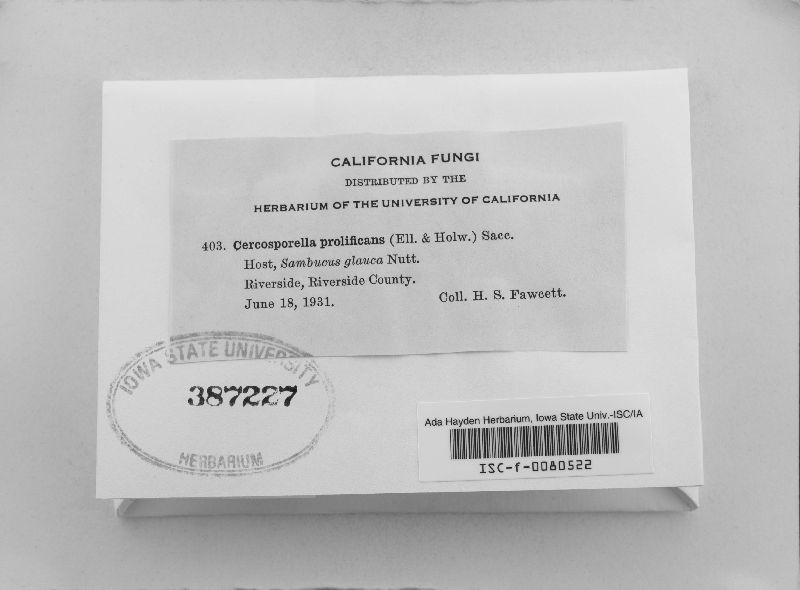 CALIFORNIA FUNGI
DISTRIBUTED BY THE
HERBARIUM OF THE UNIVERSITY OF CALIFORNIA
403. Cercosporella prolificans (Ell. & Holw.) Sacc.
Host, Sambucus glauca Nutt.
Riverside, Riverside County.
June 18, 1931. Coll. H. S. Fawcett.
IOWA STATE UNIVERSITY
387227
HERBARIUM
Ada Hayden Herbarium, Iowa State Univ.-ISC/IA
ISC-f-0080522